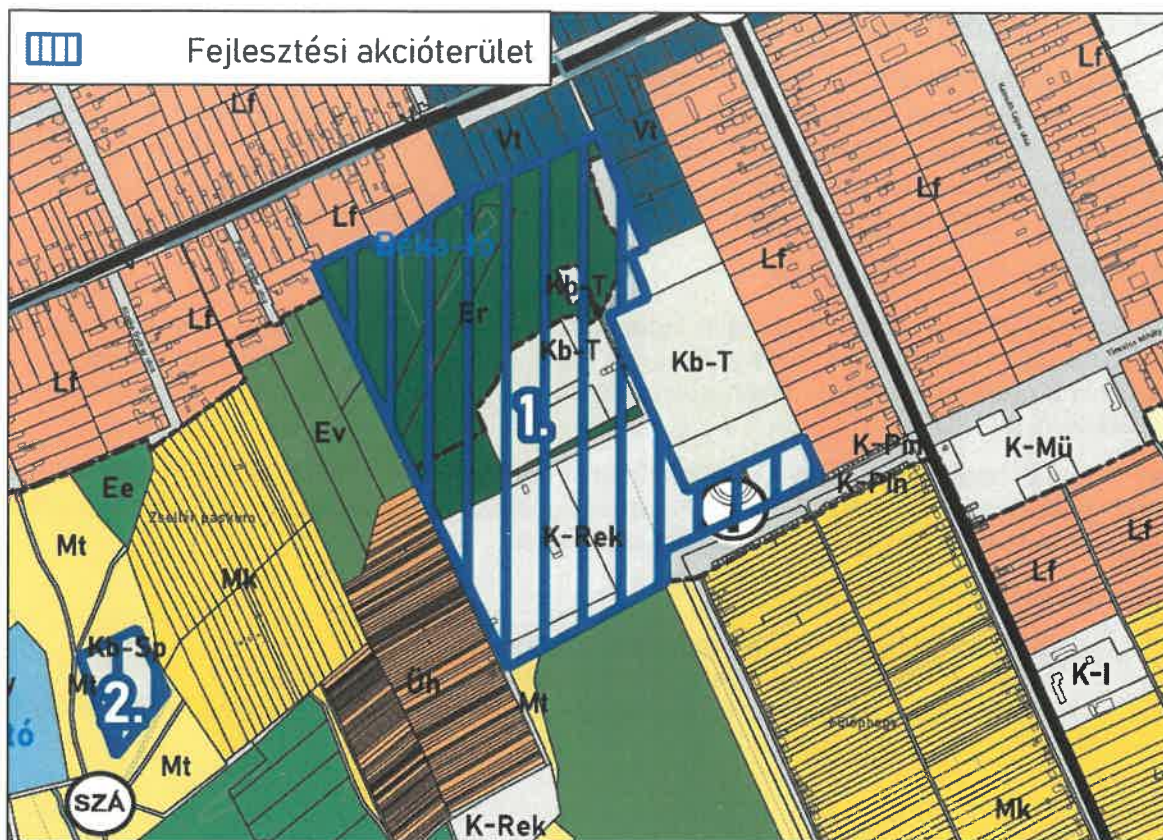 Fejlesztési akcióterület
Lf
Vt
Vt
Lf
Lf
Lf
Lf
Béka-tó
Kb-T
Lf
Er
Kb-T
Kb-T
Lf
1.
Ev
K-Pin
K-Mü
K-Pin
Ee
Mt
K-Rek
Lf
Mk
Lf
Kb-Sp
Mt
K-I
2.
Üh
Mt
tó
Mt
SZÁ
Mk
K-Rek